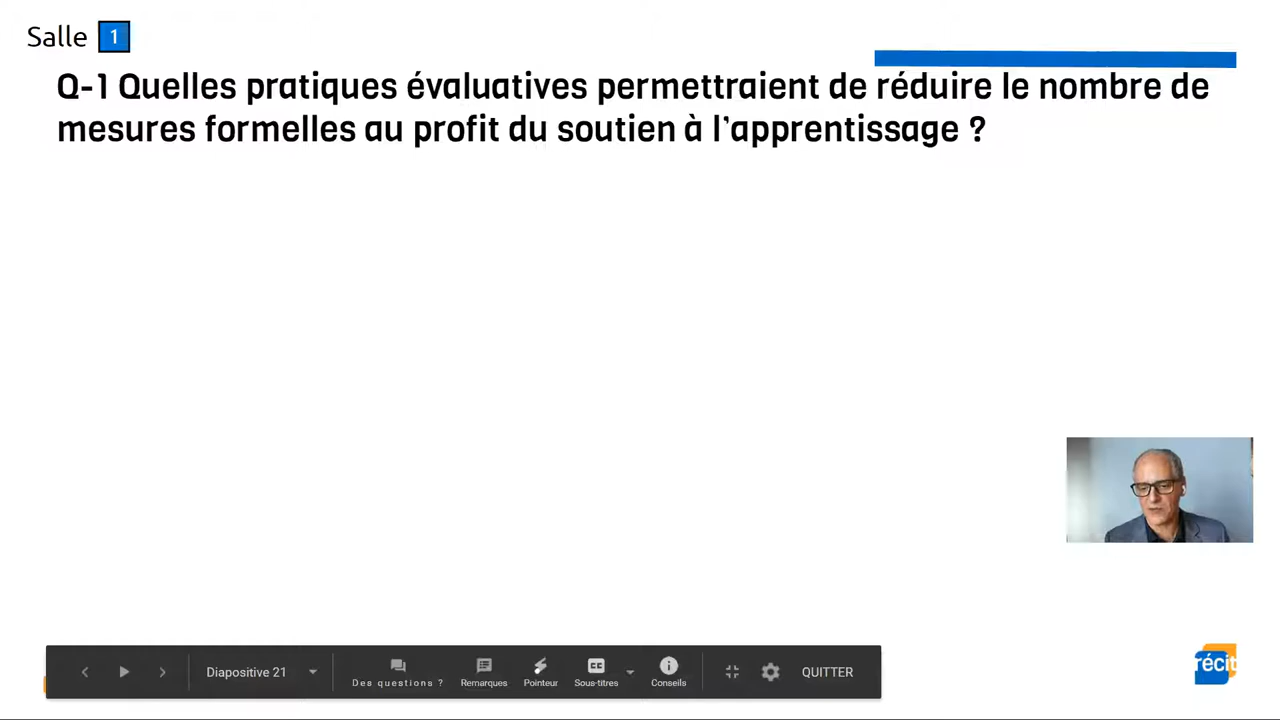 Salle 1
Q-1 Quelles pratiques évaluatives permettraient de réduire le nombre de
mesures formelles au profit du soutien à l'apprentissage ?
Diapositive 21
Des questions ?
Remarques
Pointeur
Sous-titres
Conseils
QUITTER
récit